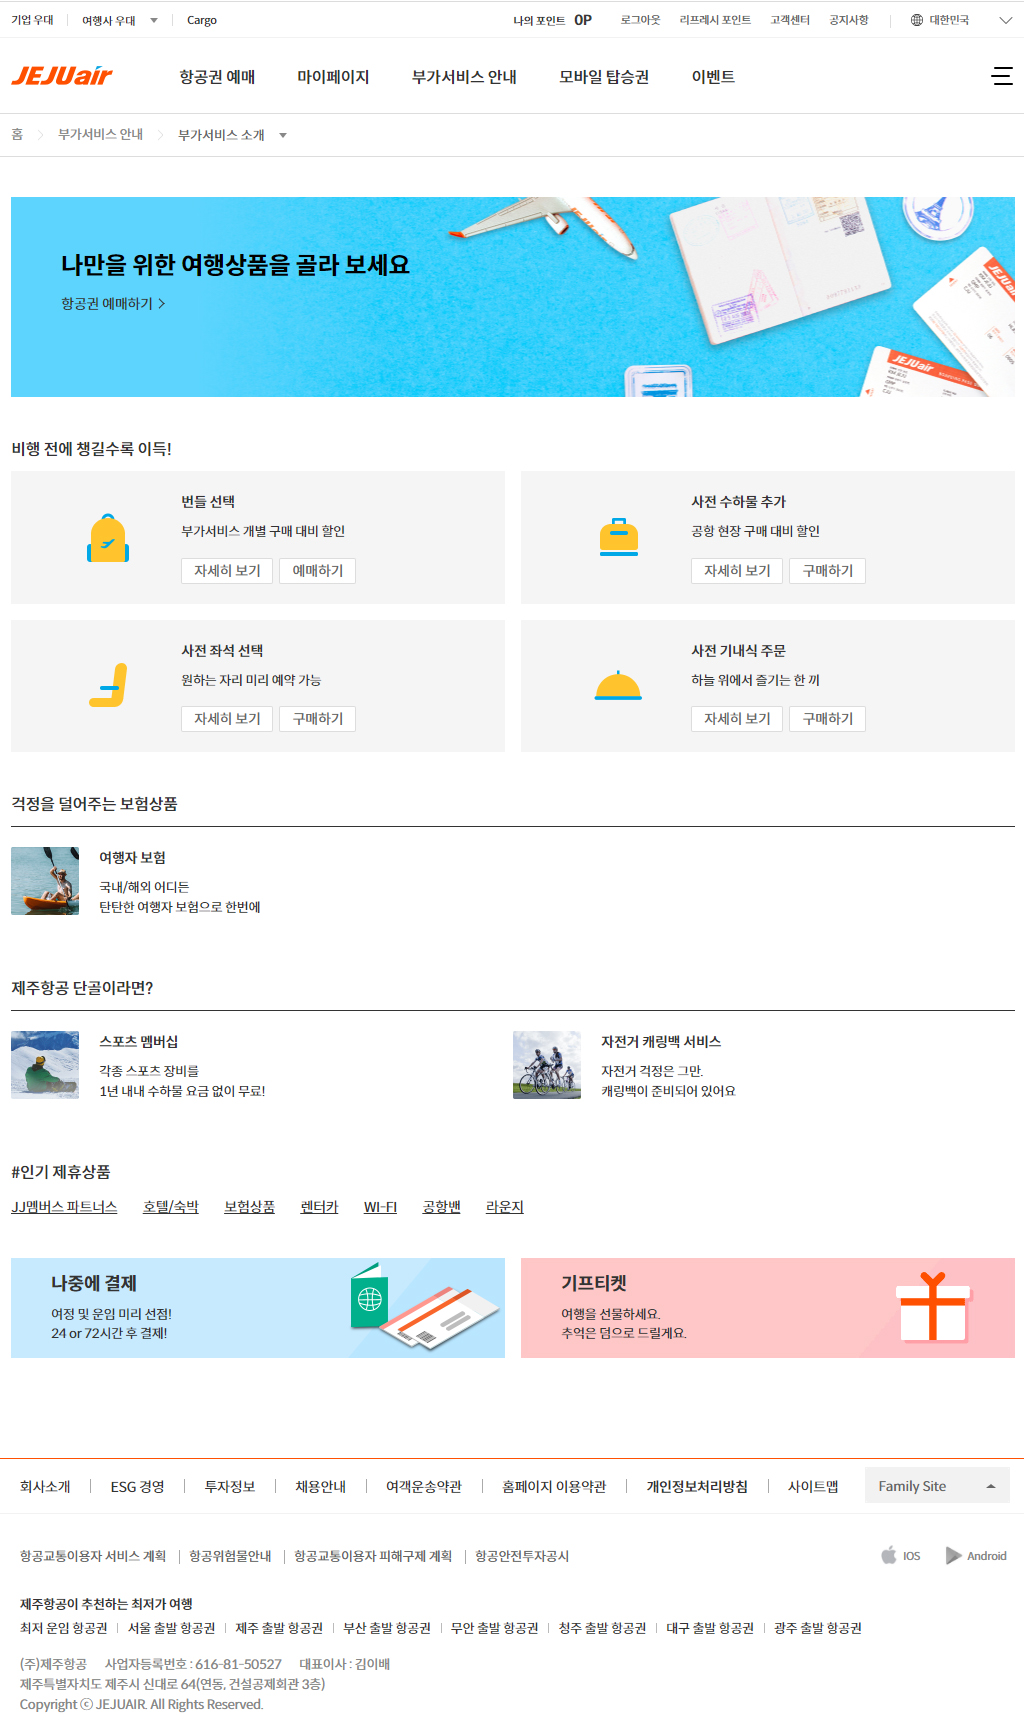 기업 우대
여행사 우대
Cargo
나의 포인트 0P
로그아웃
리프레시 포인트
고객센터
공지사항
대한민국
JEJUair
항공권 예매
마이페이지
부가서비스 안내
모바일 탑승권
이벤트
홈
부가서비스 안내
부가서비스 소개
나만을 위한 여행상품을 골라 보세요
항공권 예매하기
JEJUair
JEJUair
비행 전에 챙길수록 이득!
번들 선택
부가서비스 개별 구매 대비 할인
자세히 보기
예매하기
사전 수하물 추가
공항 현장 구매 대비 할인
자세히 보기
구매하기
사전 좌석 선택
원하는 자리 미리 예약 가능
자세히 보기
구매하기
사전 기내식 주문
하늘 위에서 즐기는 한 끼
자세히 보기
구매하기
걱정을 덜어주는 보험상품
여행자 보험
국내/해외 어디든
탄탄한 여행자 보험으로 한번에
제주항공 단골이라면?
스포츠 멤버십
각종 스포츠 장비를
1년 내내 수하물 요금 없이 무료!
자전거 캐링백 서비스
자전거 걱정은 그만.
캐링백이 준비되어 있어요
#인기 제휴상품
JJ멤버스 파트너스
호텔/숙박
보험상품
렌터카
WI-FI
공항밴
라운지
나중에 결제
여정 및 운임 미리 선점!
24 or 72시간 후 결제!
기프티켓
여행을 선물하세요.
추억은 덤으로 드릴게요.
회사소개
ESG 경영
투자정보
채용안내
여객운송약관
홈페이지 이용약관
개인정보처리방침
사이트맵
Family Site
항공교통이용자 서비스 계획
항공위험물안내
항공교통이용자 피해구제 계획
항공안전투자공시
IOS
Android
제주항공이 추천하는 최저가 여행
최저 운임 항공권
서울 출발 항공권
제주 출발 항공권
부산 출발 항공권
무안 출발 항공권
청주 출발 항공권
대구 출발 항공권
광주 출발 항공권
(주)제주항공 사업자등록번호 : 616-81-50527 대표이사 : 김이배
제주특별자치도 제주시 신대로 64(연동, 건설공제회관 3층)
Copyright ⓒ JEJUAIR. All Rights Reserved.